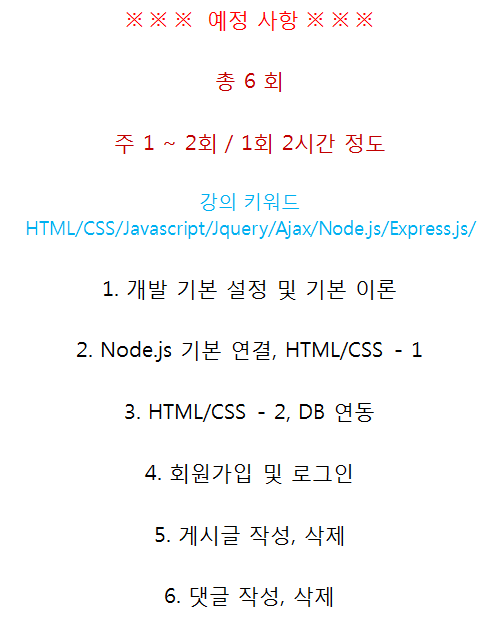 ※※※ 예정 사항 ※※※
총 6 회
주 1 ~ 2회 / 1회 2시간 정도
강의 키워드
HTML/CSS/Javascript/Jquery/Ajax/Node.js/Express.js/
1. 개발 기본 설정 및 기본 이론
2. Node.js 기본 연결, HTML/CSS - 1
3. HTML/CSS - 2, DB 연동
4. 회원가입 및 로그인
5. 게시글 작성, 삭제
6. 댓글 작성, 삭제